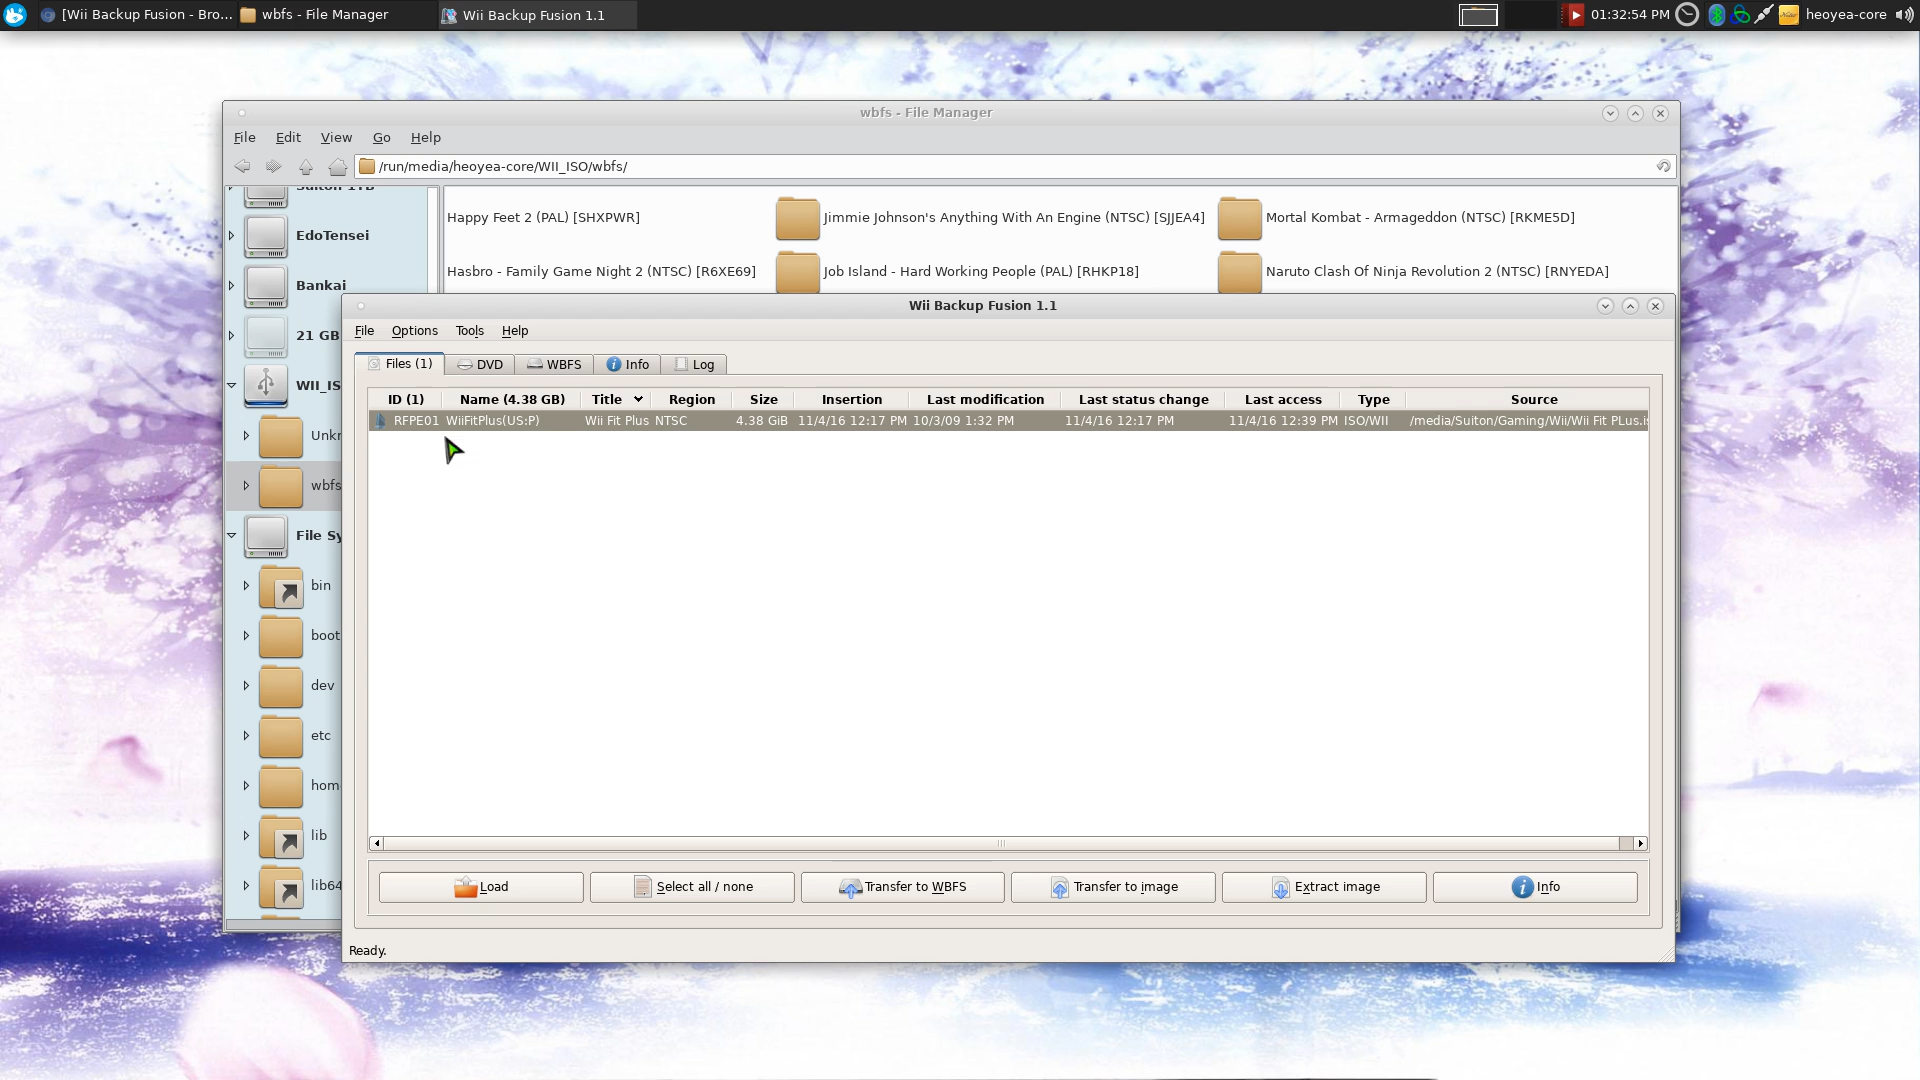 [Wii Backup Fusion - Bro...
wbfs - File Manager
Wii Backup Fusion 1.1
01:32:54 PM
heoyea-core
wbfs - File Manager
File Edit View Go Help
/run/media/heoyea-core/WII_ISO/wbfs/
Suiton 1TB
EdoTensei
Bankai
21 GB
WII_IS
Unkr
wbfs
File Sy
bin
boot
dev
etc
hom
lib
lib64
Happy Feet 2 (PAL) [SHXPWR]
Jimmie Johnson's Anything With An Engine (NTSC) [SJJEA4]
Mortal Kombat - Armageddon (NTSC) [RKME5D]
Hasbro - Family Game Night 2 (NTSC) [R6XE69]
Job Island - Hard Working People (PAL) [RHKP18]
Naruto Clash Of Ninja Revolution 2 (NTSC) [RNYEDA]
Wii Backup Fusion 1.1
File Options Tools Help
Files (1) DVD WBFS Info Log
ID (1) Name (4.38 GB) Title Region Size Insertion Last modification Last status change Last access Type Source
RFPE01 WiiFitPlus(US:P) Wii Fit Plus NTSC 4.38 GiB 11/4/16 12:17 PM 10/3/09 1:32 PM 11/4/16 12:17 PM 11/4/16 12:39 PM ISO/WII /media/Suiton/Gaming/Wii/Wii Fit PLus.is
Load Select all / none Transfer to WBFS Transfer to image Extract image Info
Ready.